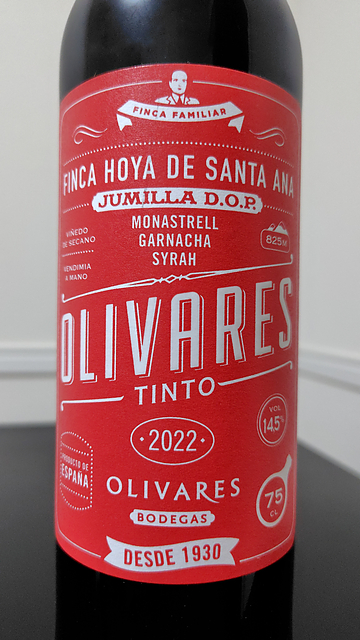 FINCA FAMILIAR
FINCA HOYA DE SANTA ANA
JUMILLA D.O.P.
MONASTRELL
GARNACHA
SYRAH
VIÑEDO
DE SECANO
VENDIMIA
A MANO
825M
OLIVARES
TINTO
VOL
14,5%
2022
PRODUCTO DE
ESPAÑA
OLIVARES
BODEGAS
75
CL
DESDE 1930